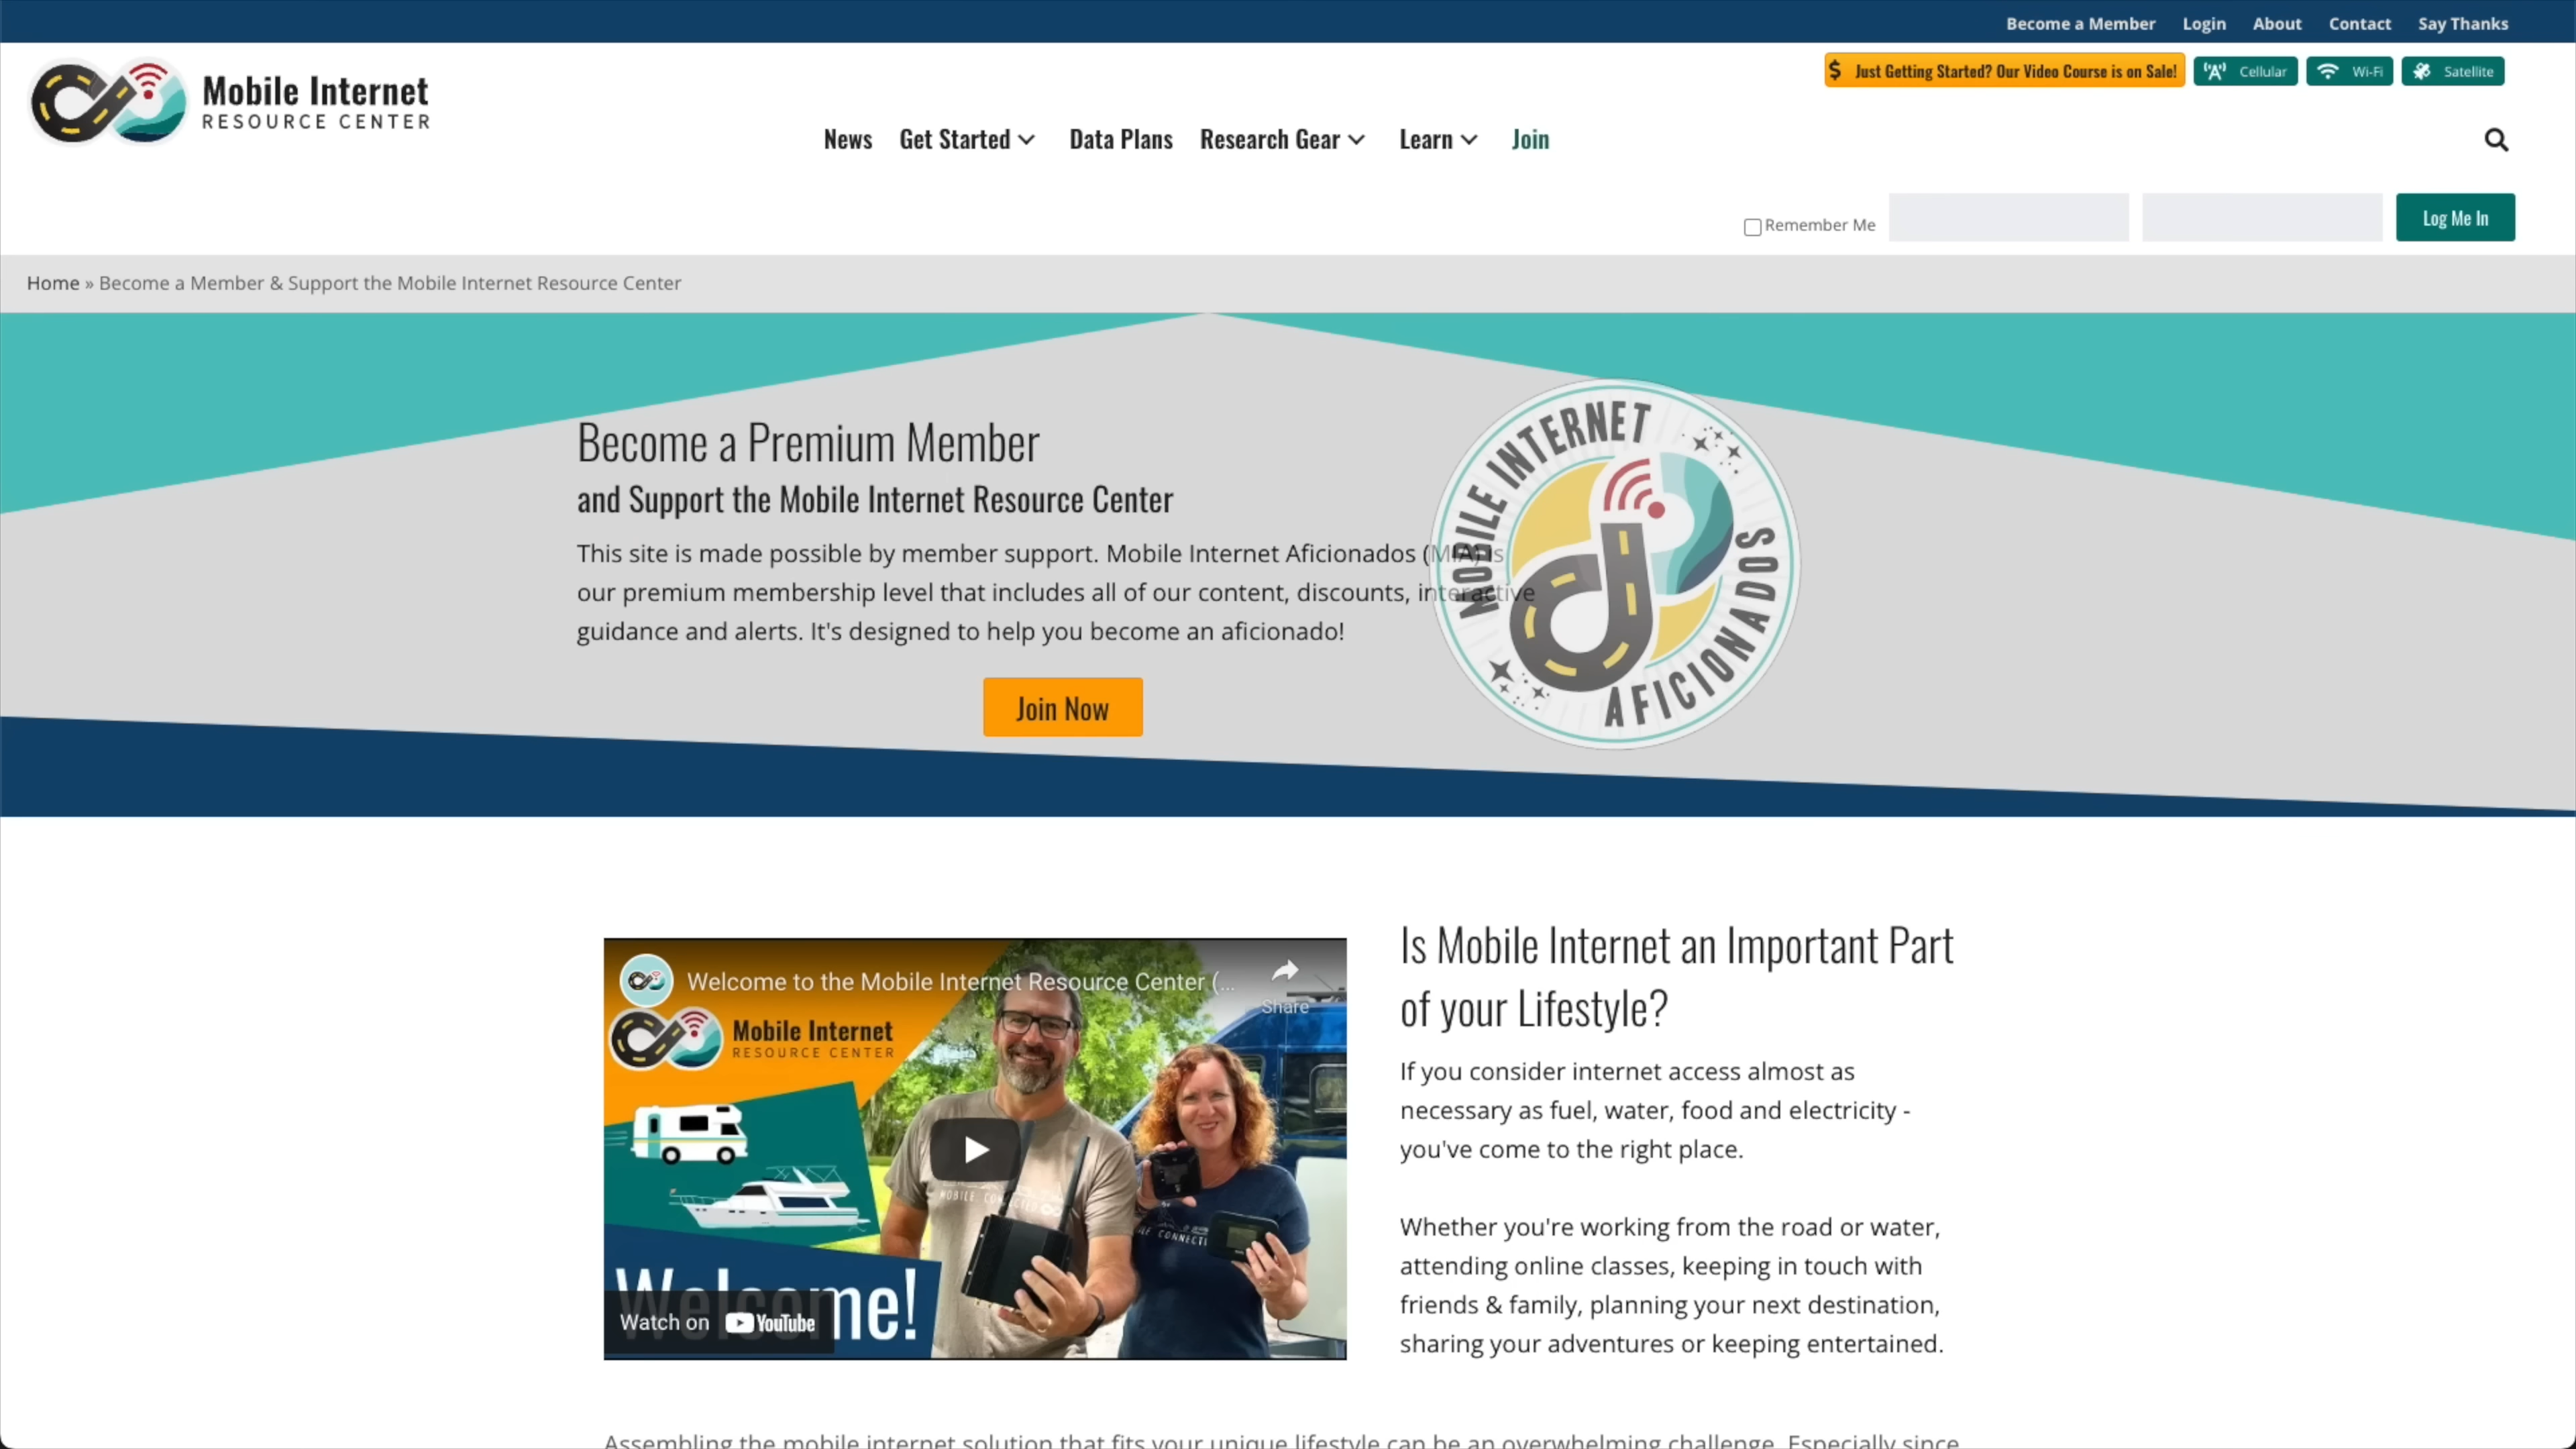 Become a Member Login About Contact Say Thanks
Mobile Internet
RESOURCE CENTER
Just Getting Started? Our Video Course is on Sale! Cellular Wi-Fi Satellite
News Get Started Data Plans Research Gear Learn Join
Remember Me Log Me In
Home » Become a Member & Support the Mobile Internet Resource Center
Become a Premium Member
and Support the Mobile Internet Resource Center
This site is made possible by member support. Mobile Internet Aficionados (MIA) is
our premium membership level that includes all of our content, discounts, interactive
guidance and alerts. It's designed to help you become an aficionado!
Join Now
MOBILE INTERNET
AFICIONADOS
Welcome to the Mobile Internet Resource Center (...
Share
Mobile Internet
RESOURCE CENTER
MOBILE
Welcome!
Watch on YouTube
Is Mobile Internet an Important Part
of your Lifestyle?
If you consider internet access almost as
necessary as fuel, water, food and electricity -
you've come to the right place.
Whether you're working from the road or water,
attending online classes, keeping in touch with
friends & family, planning your next destination,
sharing your adventures or keeping entertained.
Assembling the mobile internet solution that fits your unique lifestyle can be an overwhelming challenge. Especially since